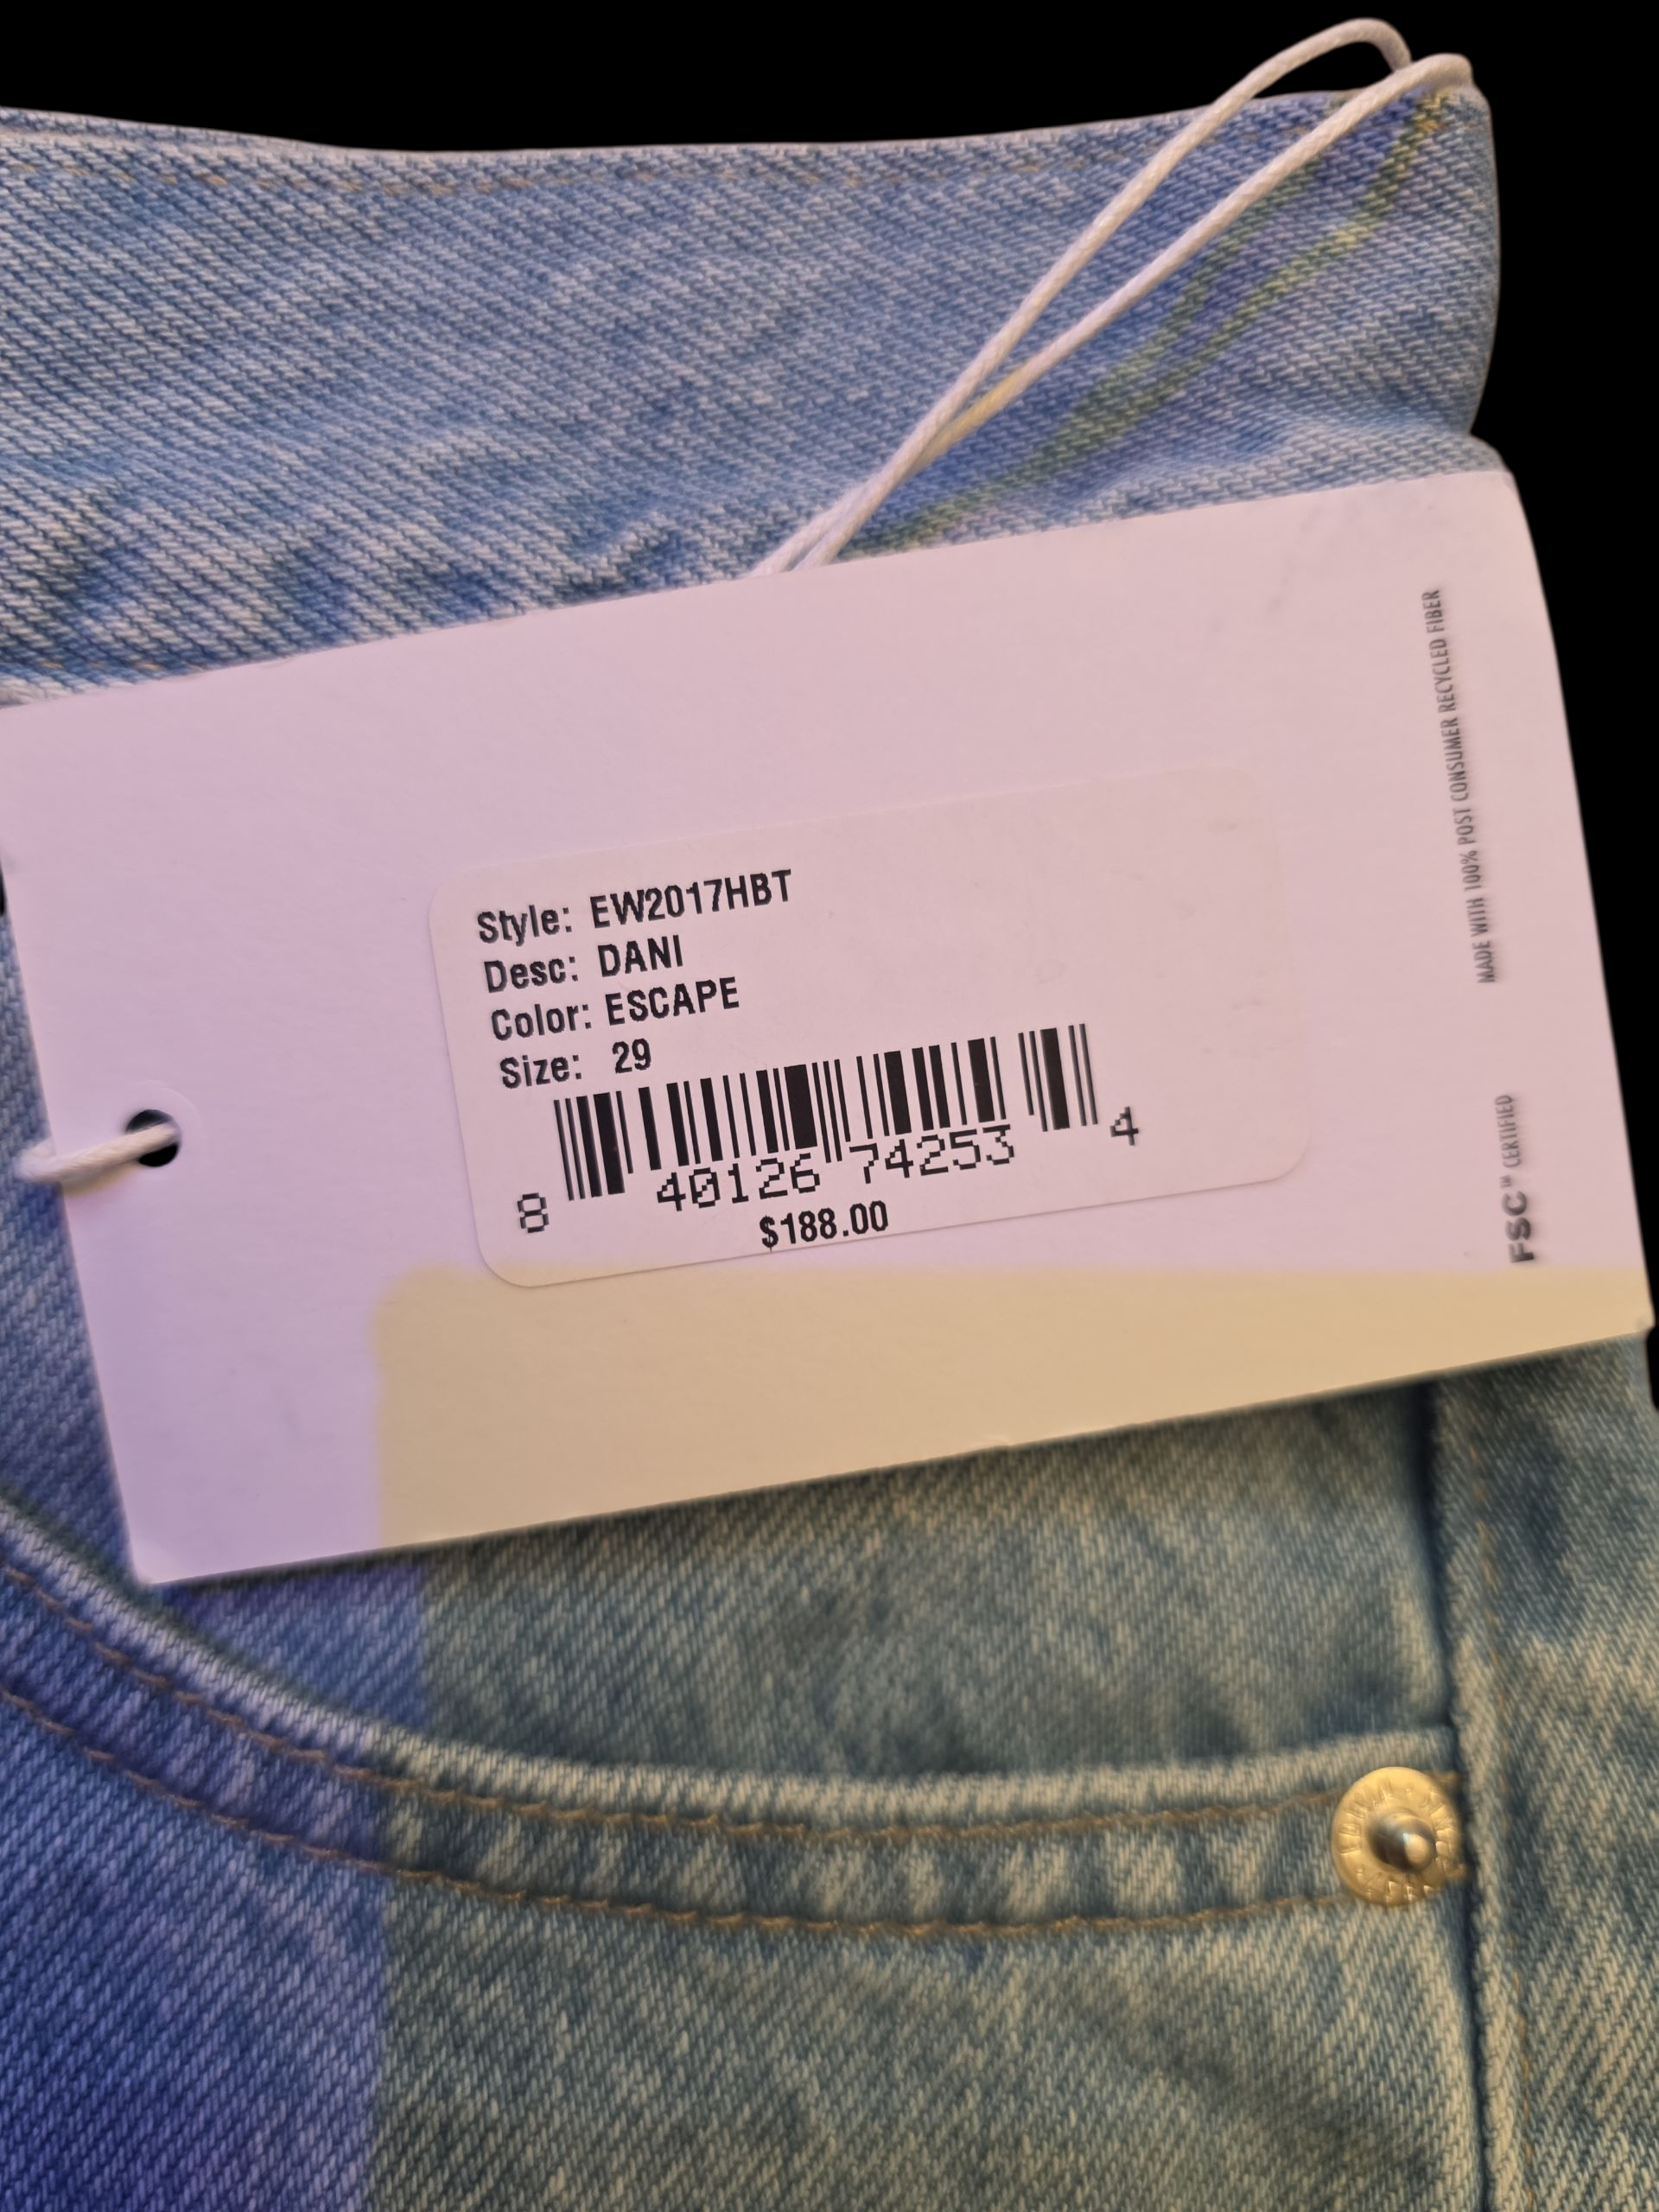 Style: EW2017HBT
Desc: DANI
Color: ESCAPE
Size: 29
8 40126 74253 4
$188.00
MADE WITH 100% POST CONSUMER RECYCLED FIBER
FSC™ CERTIFIED